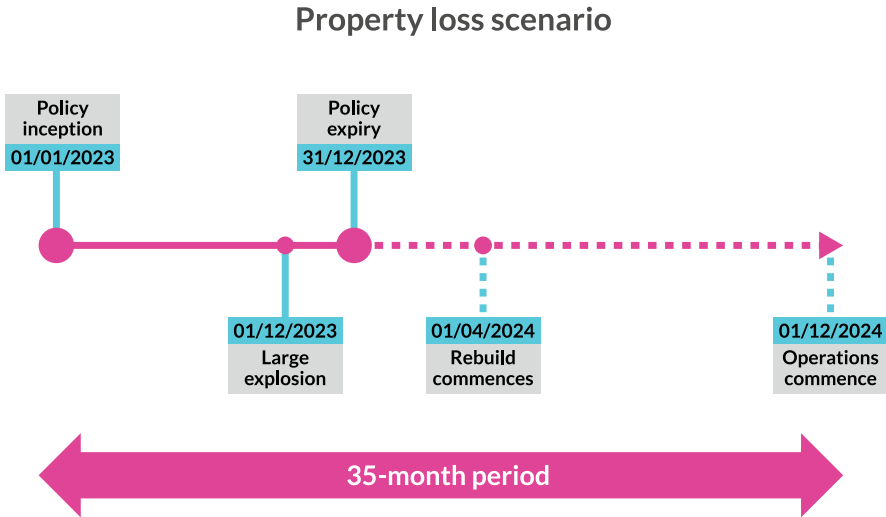 Property loss scenario
Policy
inception
01/01/2023
Policy
expiry
31/12/2023
01/12/2023
Large
explosion
01/04/2024
Rebuild
commences
01/12/2024
Operations
commence
35-month period